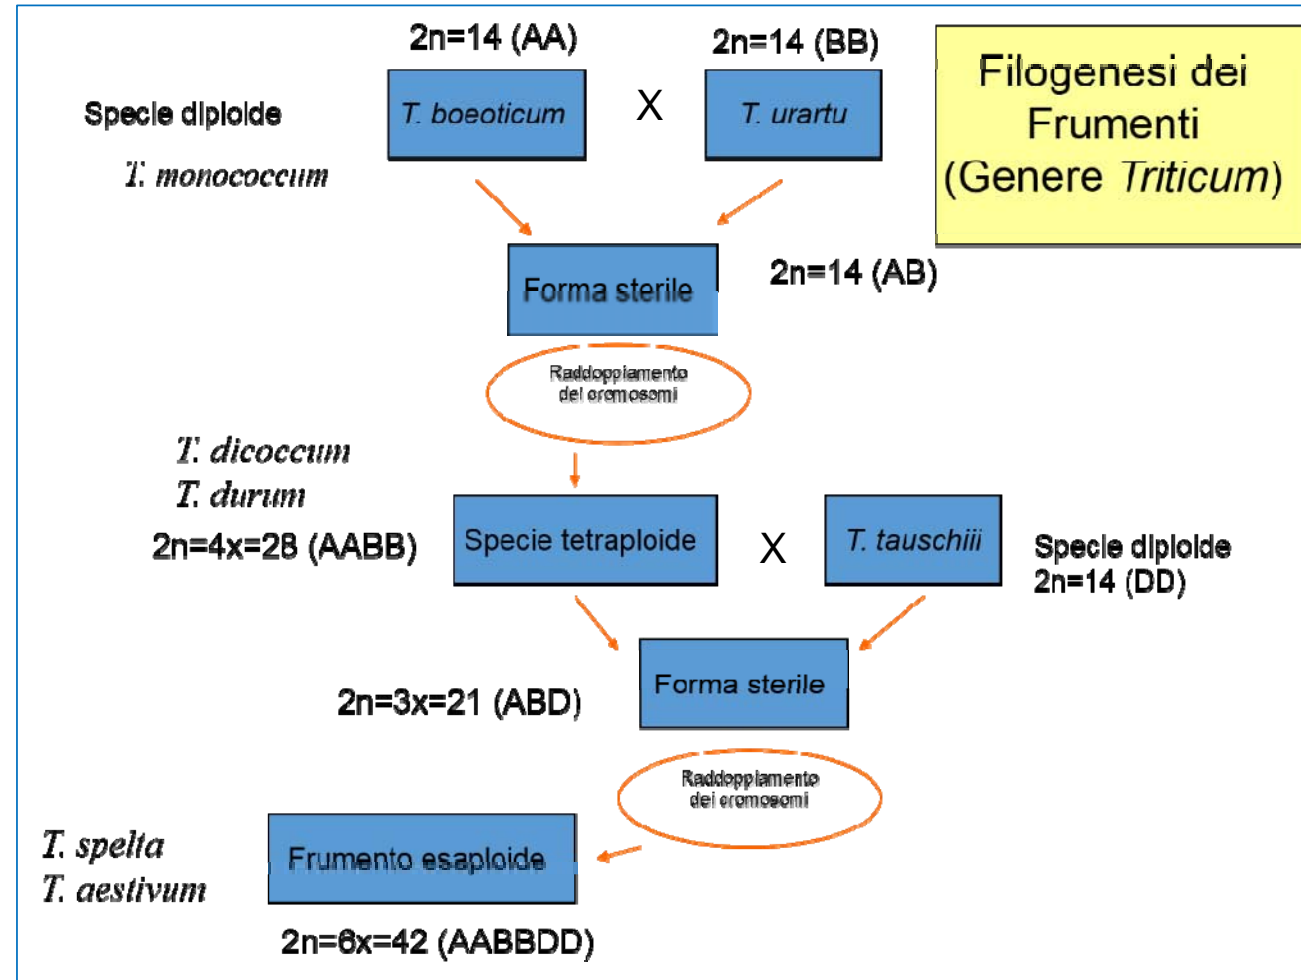 2n=14 (AA)
2n=14 (BB)
Filogenesi dei
Frumenti
(Genere Triticum)
Specie diploide
T. boeoticum
X
T. urartu
T. monococcum
Forma sterile
2n=14 (AB)
Raddoppiamento
dei cromosomi
T. dicoccum
T. durum
2n=4x=28 (AABB)
Specie tetraploide
X
T. tauschiii
Specie diploide
2n=14 (DD)
Forma sterile
2n=3x=21 (ABD)
Raddoppiamento
dei cromosomi
T. spelta
T. aestivum
Frumento esaploide
2n=6x=42 (AABBDD)